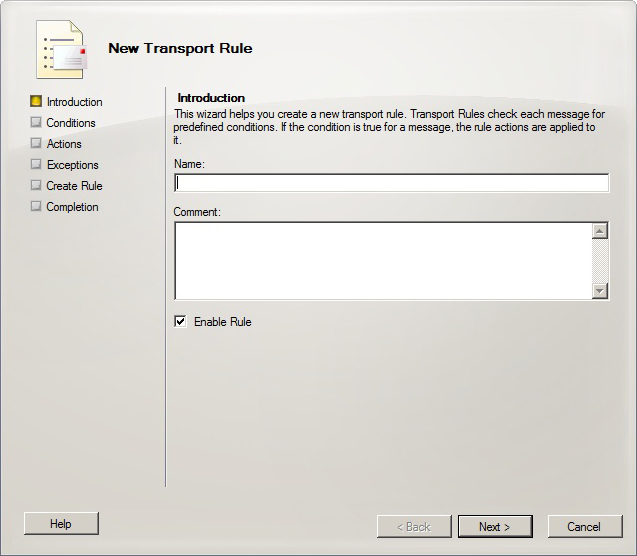 New Transport Rule
Introduction
Conditions
Actions
Exceptions
Create Rule
Completion
Introduction
This wizard helps you create a new transport rule. Transport Rules check each message for
predefined conditions. If the condition is true for a message, the rule actions are applied to
it.
Name:
Comment:
Enable Rule
Help
< Back
Next >
Cancel